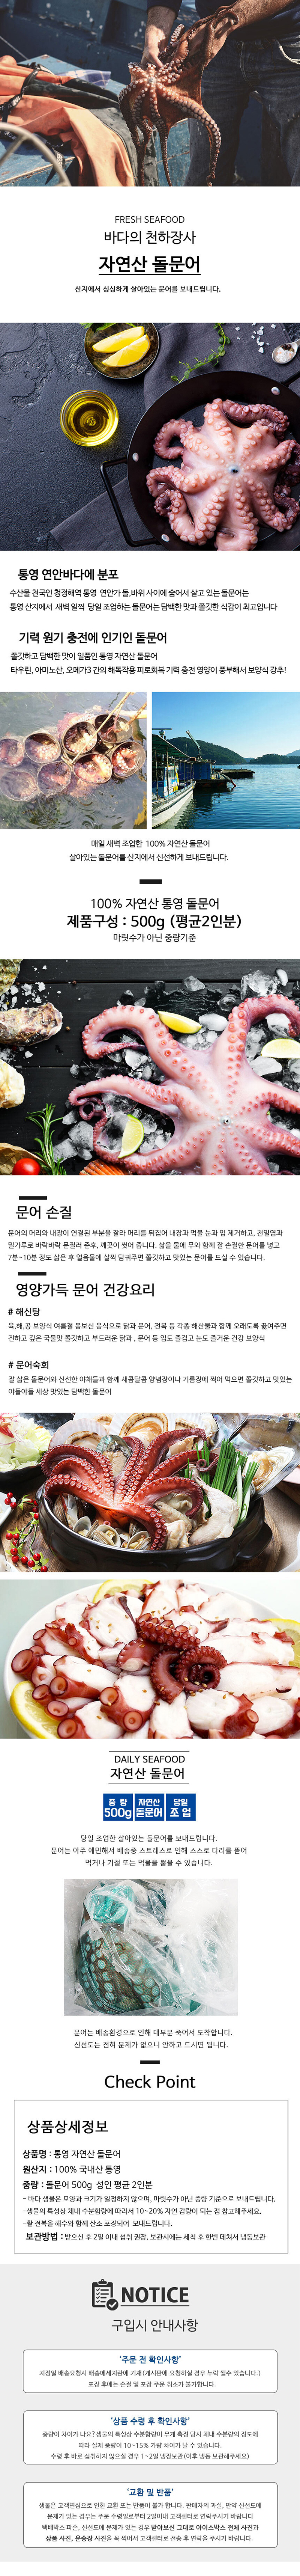 FRESH SEAFOOD
바다의 천하장사
자연산 돌문어
산지에서 싱싱하게 살아있는 문어를 보내드립니다.
통영 연안바다에 분포
수산물 천국인 청정해역 통영 연안가 돌,바위 사이에 숨어서 살고 있는 돌문어는
통영 산지에서 새벽 일찍 당일 조업하는 돌문어는 담백한 맛과 쫄깃한 식감이 최고입니다
기력 원기 충전에 인기인 돌문어
쫄깃하고 담백한 맛이 일품인 통영 자연산 돌문어
타우린, 아미노산, 오메가3 간의 해독작용 피로회복 기력 충전 영양이 풍부해서 보양식 강추!
매일 새벽 조업한 100% 자연산 돌문어
살아있는 돌문어를 산지에서 신선하게 보내드립니다.
100% 자연산 통영 돌문어
제품구성 : 500g (평균2인분)
마릿수가 아닌 중량기준
문어 손질
문어의 머리와 내장이 연결된 부분을 잘라 머리를 뒤집어 내장과 먹물 눈과 입 제거하고, 천일염과
밀가루로 바락바락 문질러 준후, 깨끗이 씻어 줍니다. 삶을 물에 무와 함께 잘 손질한 문어를 넣고
7분~10분 정도 삶은 후 얼음물에 살짝 담궈주면 쫄깃하고 맛있는 문어를 드실 수 있습니다.
영양가득 문어 건강요리
# 해신탕
육,해,공 보양식 여름결 몸보신 음식으로 닭과 문어, 전복 등 각종 해산물과 함께 오래도록 끓여주면
진하고 깊은 국물맛 쫄깃하고 부드러운 닭과 , 문어 등 입도 즐겁고 눈도 즐거운 건강 보양식
# 문어숙회
잘 삶은 돌문어와 신선한 야채들과 함께 새콤달콤 양념장이나 기름장에 찍어 먹으면 쫄깃하고 맛있는
야들야들 세상 맛있는 담백한 돌문어
DAILY SEAFOOD
자연산 돌문어
중 량 자연산 당일
500g 돌문어 조 업
당일 조업한 살아있는 돌문어를 보내드립니다.
문어는 아주 예민해서 배송중 스트레스로 인해 스스로 다리를 뜯어
먹거나 기절 또는 먹물을 뿜을 수 있습니다.
문어는 배송환경으로 인해 대부분 죽어서 도착합니다.
신선도는 전혀 문제가 없으니 안하고 드시면 됩니다.
Check Point
상품상세정보
상품명 : 통영 자연산 돌문어
원산지 : 100% 국내산 통영
중량 : 돌문어 500g 성인 평균 2인분
- 바다 생물은 모양과 크기가 일정하지 않으며, 마릿수가 아닌 중량 기준으로 보내드립니다.
-생물의 특성상 체내 수분함량에 따라서 10~20% 자연 감량이 되는 점 참고해주세요.
-활 전복을 해수와 함께 산소 포장되어 보내드립니다.
보관방법 : 받으신 후 2일 이내 섭취 권장. 보관시에는 세척 후 한번 데쳐서 냉동보관
NOTICE
구입시 안내사항
'주문 전 확인사항'
지정일 배송요청시 배송메세지란에 기재(게시판에 요청하실 경우 누락 될수 있습니다.)
포장 후에는 손질 및 포장 주문 취소가 불가합니다.
'상품 수령 후 확인사항'
중량이 차이가 나요? 생물의 특성상 수분함량이 무게 측정 당시 체내 수분량의 정도에
따라 실제 중량이 10~15% 가량 차이가 날 수 있습니다.
수령 후 바로 섭취하지 않으실 경우 1~2일 냉장보관(이후 냉동 보관해주세요)
'교환 및 반품'
생물은 고객변심으로 인한 교환 또는 반품이 불가 합니다. 판매자의 과실, 만약 신선도에
문제가 있는 경우는 주문 수령일로부터 2일이내 고객센터로 연락주시기 바랍니다
택배박스 파손, 신선도에 문제가 있는 경우 받아보신 그대로 아이스박스 전체 사진과
상품 사진, 운송장 사진을 꼭 찍어서 고객센터로 전송 후 연락을 주시기 바랍니다.